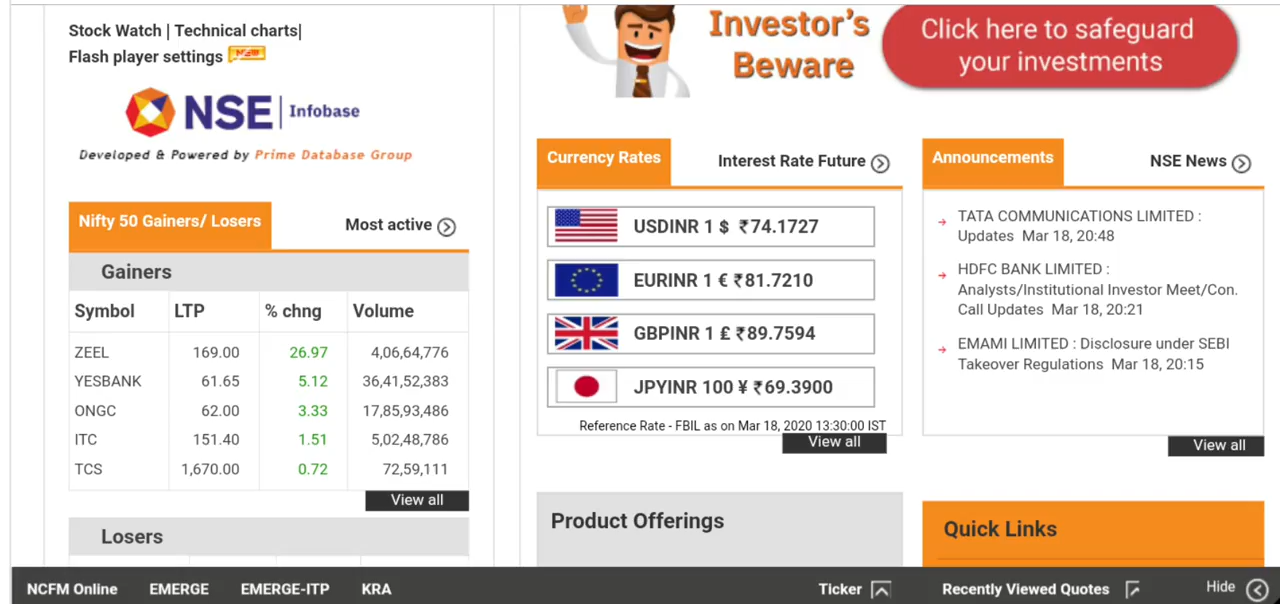 Stock Watch | Technical charts|
Flash player settings NEW
NSE | Infobase
Developed & Powered by Prime Database Group
Nifty 50 Gainers/ Losers
Most active
Gainers
Symbol LTP % chng Volume
ZEEL 169.00 26.97 4,06,64,776
YESBANK 61.65 5.12 36,41,52,383
ONGC 62.00 3.33 17,85,93,486
ITC 151.40 1.51 5,02,48,786
TCS 1,670.00 0.72 72,59,111
View all
Losers
Investor's
Beware
Click here to safeguard
your investments
Currency Rates
Interest Rate Future
USDINR 1 $ ₹74.1727
EURINR 1 € ₹81.7210
GBPINR 1 £ ₹89.7594
JPYINR 100 ¥ ₹69.3900
Reference Rate - FBIL as on Mar 18, 2020 13:30:00 IST
View all
Product Offerings
Announcements
NSE News
TATA COMMUNICATIONS LIMITED :
Updates Mar 18, 20:48
HDFC BANK LIMITED :
Analysts/Institutional Investor Meet/Con.
Call Updates Mar 18, 20:21
EMAMI LIMITED : Disclosure under SEBI
Takeover Regulations Mar 18, 20:15
View all
Quick Links
NCFM Online EMERGE EMERGE-ITP KRA Ticker Recently Viewed Quotes Hide